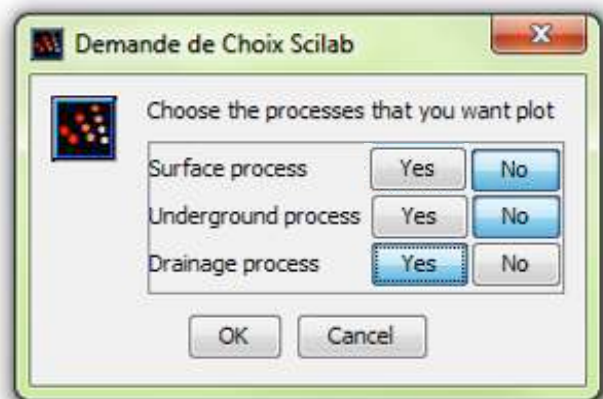 Demande de Choix Scilab
Choose the processes that you want plot
Surface process Yes No
Underground process Yes No
Drainage process Yes No
OK Cancel